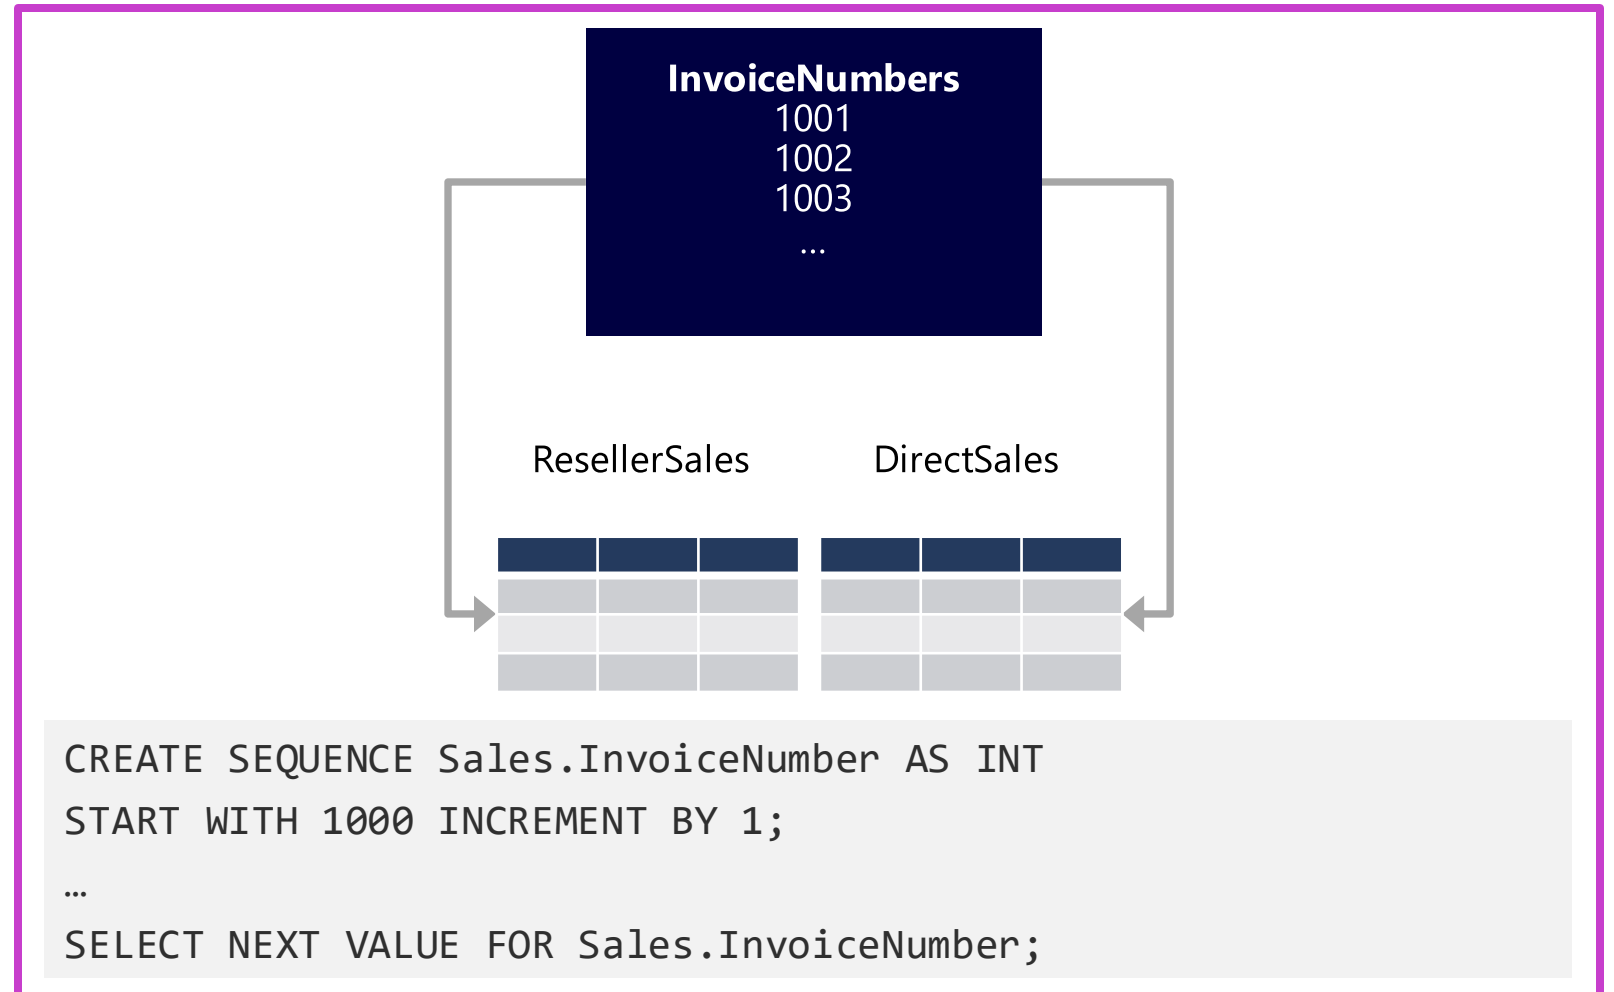 InvoiceNumbers
1001
1002
1003
…
ResellerSales
DirectSales
CREATE SEQUENCE Sales.InvoiceNumber AS INT
START WITH 1000 INCREMENT BY 1;
…
SELECT NEXT VALUE FOR Sales.InvoiceNumber;